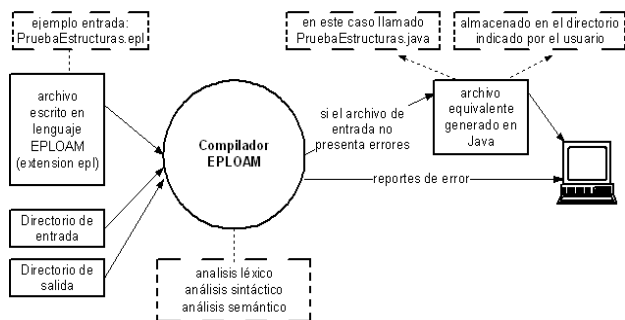 ejemplo entrada:
PruebaEstructuras.epl
en este caso llamado
PruebaEstructuras.java
almacenado en el directorio
indicado por el usuario
archivo
escrito en
lenguaje
EPLOAM
(extension epl)
Compilador
EPLOAM
si el archivo de
entrada no
presenta errores
archivo
equivalente
generado en
Java
reportes de error
Directorio de
entrada
Directorio de
salida
analisis léxico
análisis sintáctico
análisis semántico